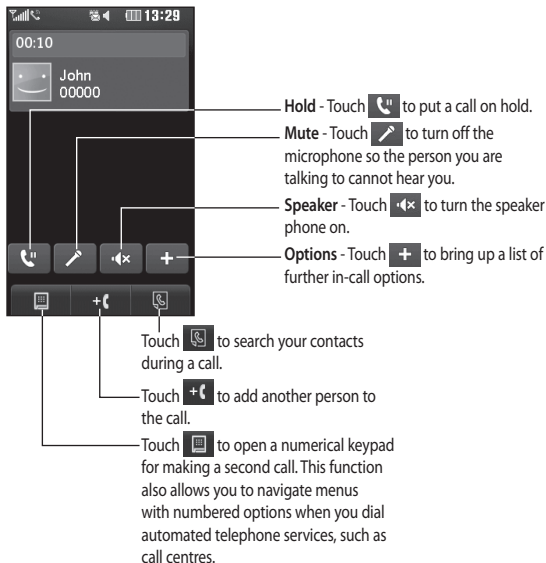 13:29
00:10
John
00000
Hold - Touch to put a call on hold.
Mute - Touch to turn off the
microphone so the person you are
talking to cannot hear you.
Speaker - Touch to turn the speaker
phone on.
Options - Touch + to bring up a list of
further in-call options.
Touch to search your contacts
during a call.
Touch to add another person to
the call.
Touch to open a numerical keypad
for making a second call. This function
also allows you to navigate menus
with numbered options when you dial
automated telephone services, such as
call centres.